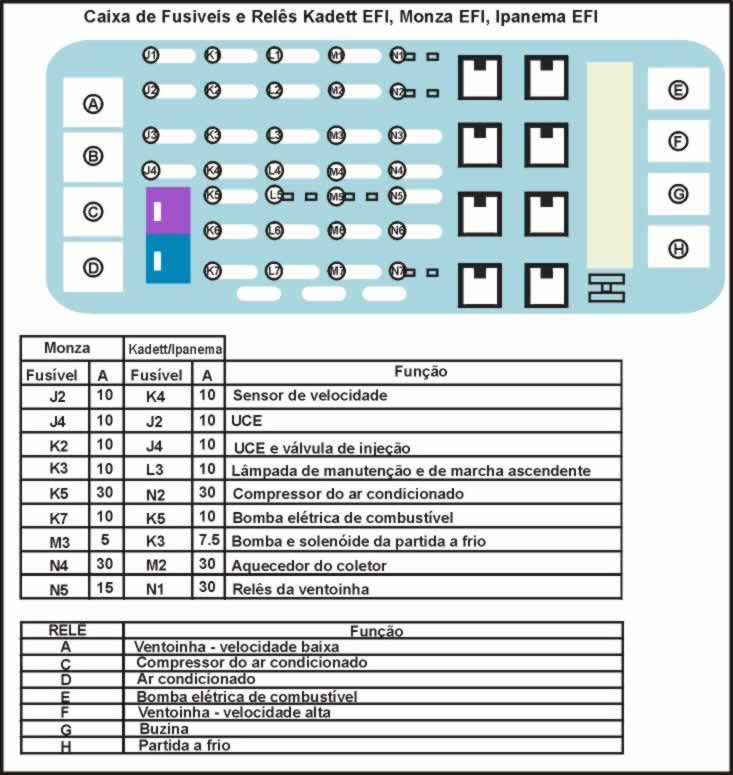 Caixa de Fusiveis e Relês Kadett EFI, Monza EFI, Ipanema EFI
J1 K1 L1 M1 N1
J2 K2 L2 M2 N2
A E
J3 K3 L3 M3 N3
B F
J4 K4 L4 M4 N4
K5 L5 M5 N5
C G
K6 L6 M6 N6
D H
K7 L7 M7 N7
Monza Kadett/Ipanema
Fusível A Fusível A Função
J2 10 K4 10 Sensor de velocidade
J4 10 J2 10 UCE
K2 10 J4 10 UCE e válvula de injeção
K3 10 L3 10 Lâmpada de manutenção e de marcha ascendente
K5 30 N2 30 Compressor do ar condicionado
K7 10 K5 10 Bomba elétrica de combustível
M3 5 K3 7.5 Bomba e solenóide da partida a frio
N4 30 M2 30 Aquecedor do coletor
N5 15 N1 30 Relês da ventoinha
RELÊ Função
A Ventoinha - velocidade baixa
C Compressor do ar condicionado
D Ar condicionado
E Bomba elétrica de combustível
F Ventoinha - velocidade alta
G Buzina
H Partida a frio